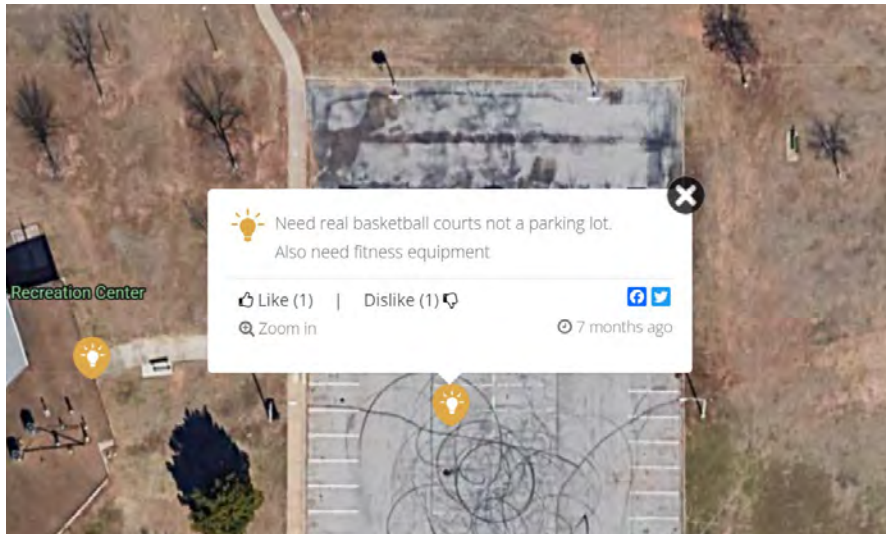 Need real basketball courts not a parking lot.
Also need fitness equipment
Recreation Center
Like (1) | Dislike (1)
Zoom in
7 months ago